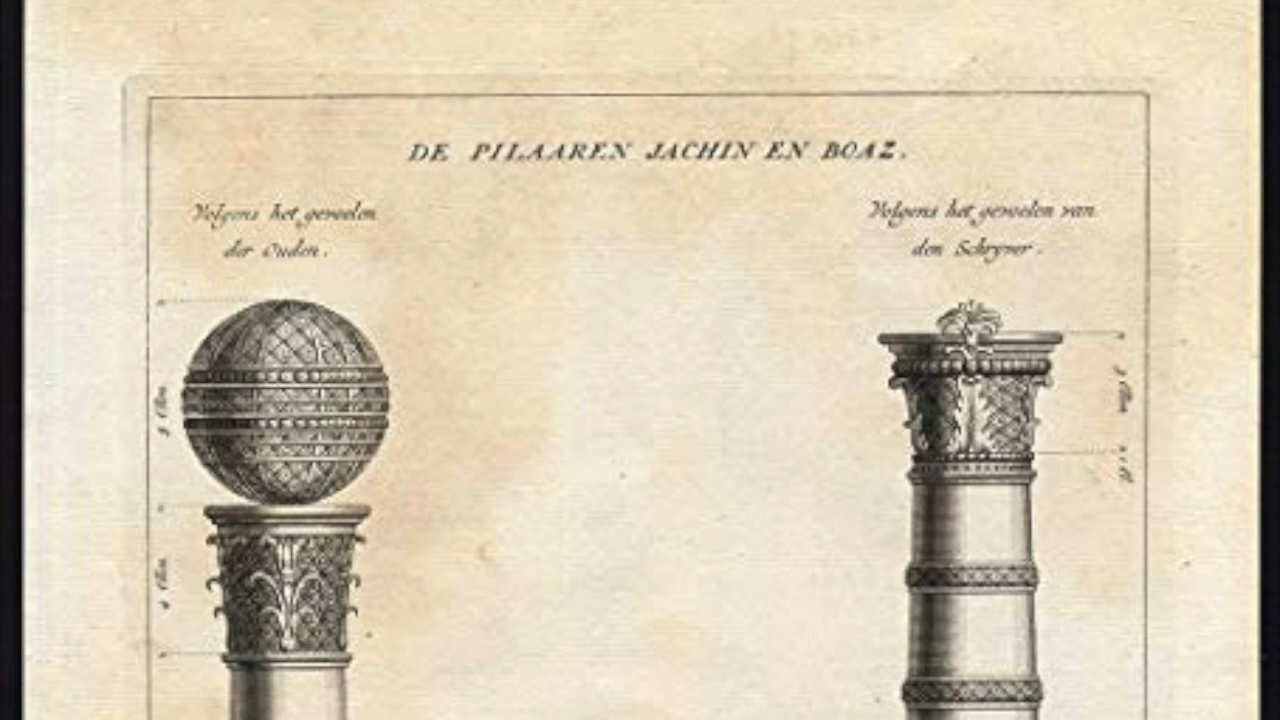 DE PILAAREN JACHIN EN BOAZ.
Volgens het gevoelen
der Ouden.
Volgens het gevoelen van
den Schryver.